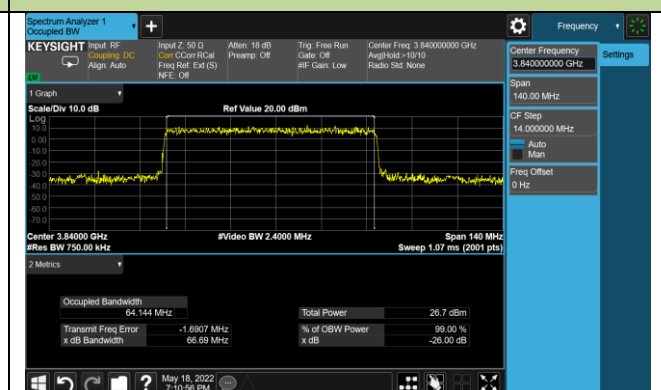 Spectrum Analyzer 1
Occupied BW
Frequency
KEYSIGHT
Input: RF
Coupling: DC
Align: Auto
Input Z: 50 Ω
Corr CCorr RCal
Freq Ref: Ext (S)
NFE: Off
Atten: 18 dB
Preamp: Off
Trig: Free Run
Gate: Off
#IF Gain: Low
Center Freq: 3.840000000 GHz
Avg|Hold:>10/10
Radio Std: None
Center Frequency
3.840000000 GHz
Settings
Span
140.00 MHz
CF Step
14.000000 MHz
Auto
Man
Freq Offset
0 Hz
1 Graph
Scale/Div 10.0 dB
Ref Value 20.00 dBm
Log
10.0
0.00
-10.0
-20.0
-30.0
-40.0
-50.0
-60.0
-70.0
Center 3.84000 GHz
#Video BW 2.4000 MHz
Span 140 MHz
#Res BW 750.00 kHz
Sweep 1.07 ms (2001 pts)
2 Metrics
Occupied Bandwidth
64.144 MHz
Total Power 26.7 dBm
Transmit Freq Error -1.6907 MHz
% of OBW Power 99.00 %
x dB Bandwidth 66.69 MHz
x dB -26.00 dB
May 18, 2022
7:10:56 PM